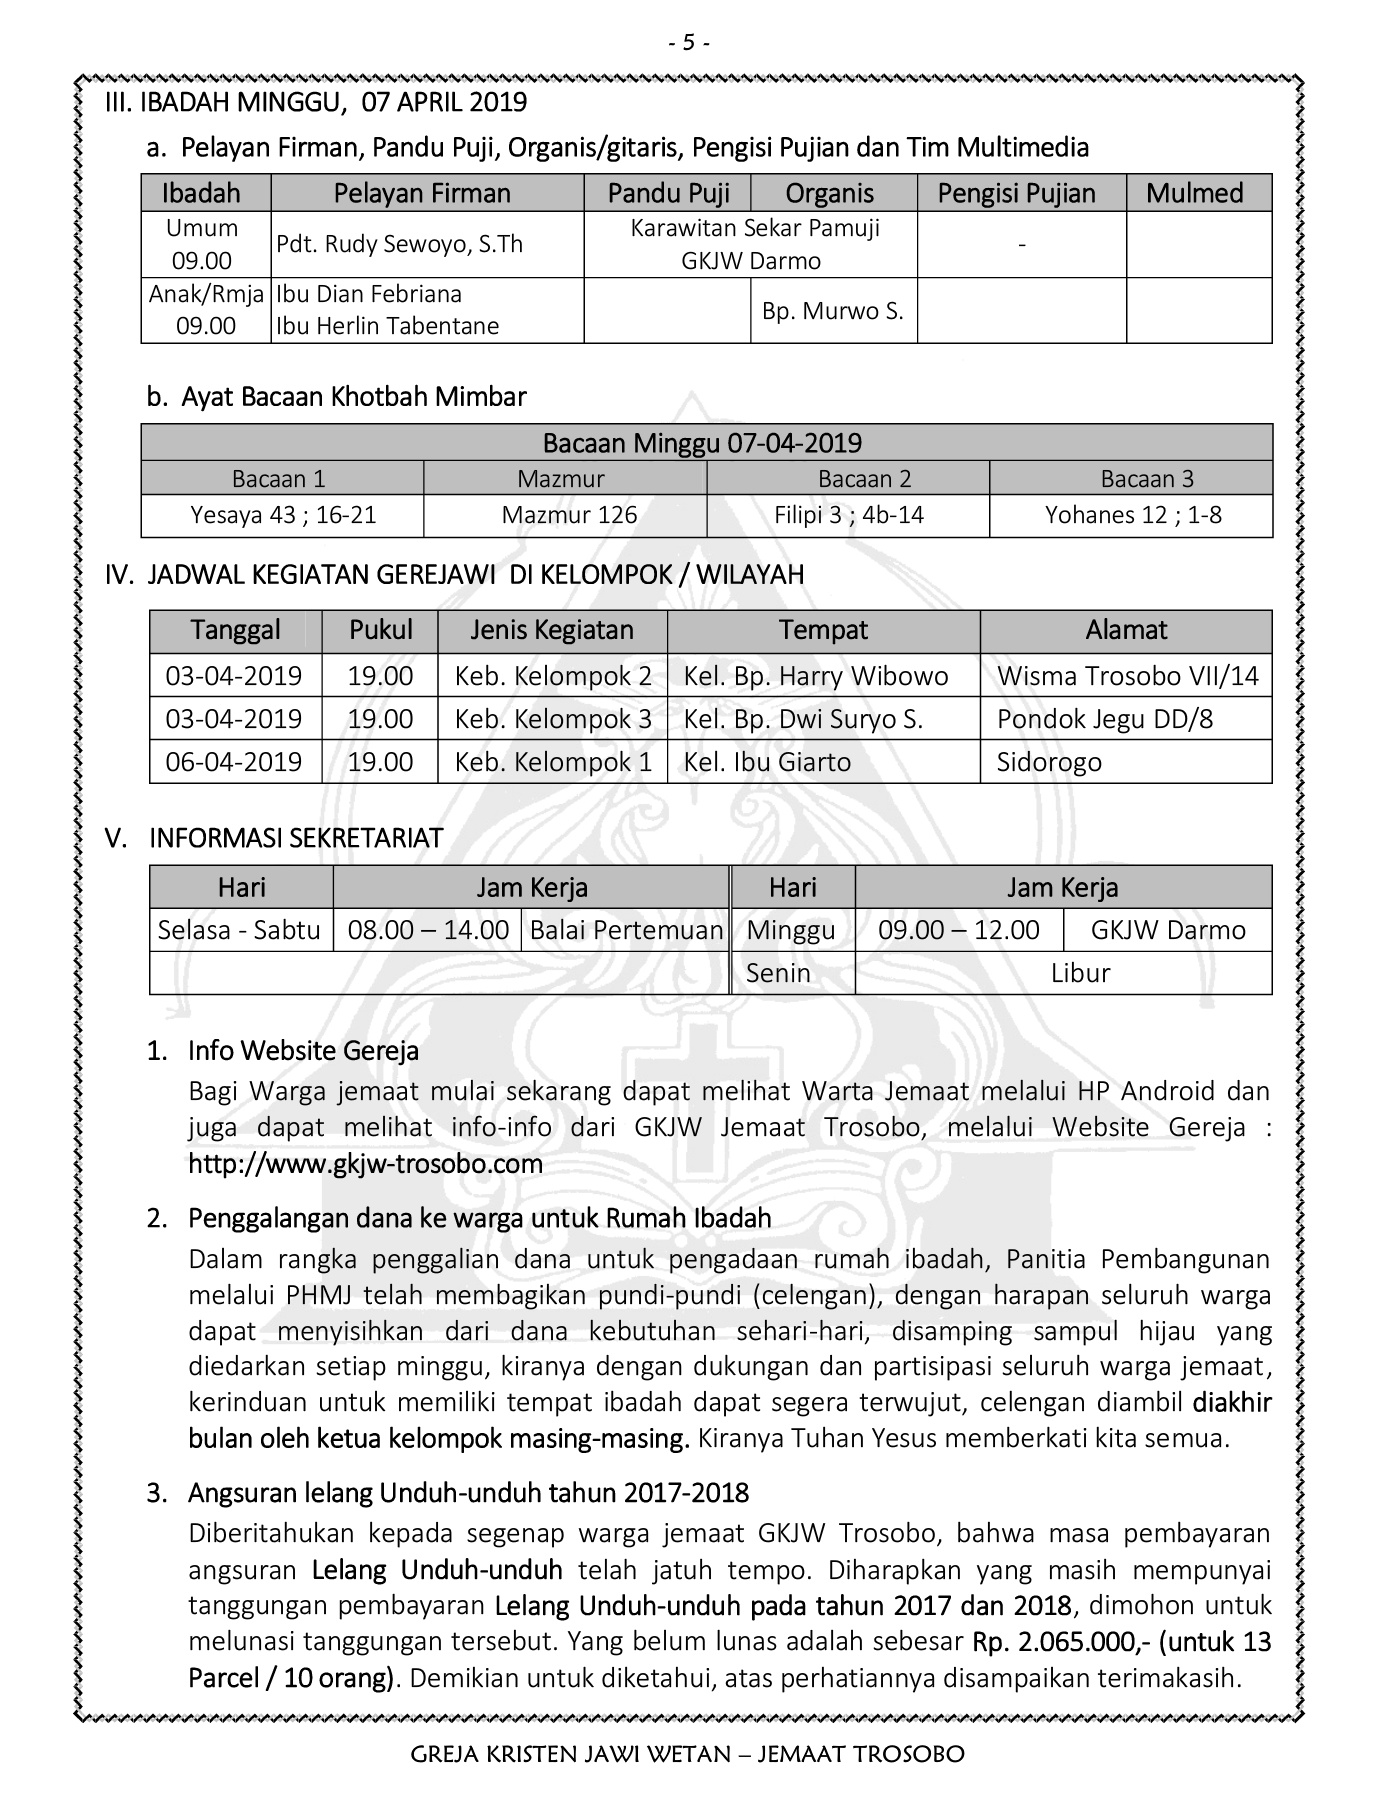 - 5 -
III. IBADAH MINGGU, 07 APRIL 2019
a. Pelayan Firman, Pandu Puji, Organis/gitaris, Pengisi Pujian dan Tim Multimedia
Ibadah Pelayan Firman Pandu Puji Organis Pengisi Pujian Mulmed
Umum 09.00 Pdt. Rudy Sewoyo, S.Th Karawitan Sekar Pamuji GKJW Darmo -
Anak/Rmja 09.00 Ibu Dian Febriana Ibu Herlin Tabentane Bp. Murwo S.
b. Ayat Bacaan Khotbah Mimbar
Bacaan Minggu 07-04-2019
Bacaan 1 Mazmur Bacaan 2 Bacaan 3
Yesaya 43 ; 16-21 Mazmur 126 Filipi 3 ; 4b-14 Yohanes 12 ; 1-8
IV. JADWAL KEGIATAN GEREJAWI DI KELOMPOK / WILAYAH
Tanggal Pukul Jenis Kegiatan Tempat Alamat
03-04-2019 19.00 Keb. Kelompok 2 Kel. Bp. Harry Wibowo Wisma Trosobo VII/14
03-04-2019 19.00 Keb. Kelompok 3 Kel. Bp. Dwi Suryo S. Pondok Jegu DD/8
06-04-2019 19.00 Keb. Kelompok 1 Kel. Ibu Giarto Sidorogo
V. INFORMASI SEKRETARIAT
Hari Jam Kerja Hari Jam Kerja
Selasa - Sabtu 08.00 – 14.00 Balai Pertemuan Minggu 09.00 – 12.00 GKJW Darmo
Senin Libur
1. Info Website Gereja
Bagi Warga jemaat mulai sekarang dapat melihat Warta Jemaat melalui HP Android dan
juga dapat melihat info-info dari GKJW Jemaat Trosobo, melalui Website Gereja :
http://www.gkjw-trosobo.com
2. Penggalangan dana ke warga untuk Rumah Ibadah
Dalam rangka penggalian dana untuk pengadaan rumah ibadah, Panitia Pembangunan
melalui PHMJ telah membagikan pundi-pundi (celengan), dengan harapan seluruh warga
dapat menyisihkan dari dana kebutuhan sehari-hari, disamping sampul hijau yang
diedarkan setiap minggu, kiranya dengan dukungan dan partisipasi seluruh warga jemaat,
kerinduan untuk memiliki tempat ibadah dapat segera terwujut, celengan diambil diakhir
bulan oleh ketua kelompok masing-masing. Kiranya Tuhan Yesus memberkati kita semua.
3. Angsuran lelang Unduh-unduh tahun 2017-2018
Diberitahukan kepada segenap warga jemaat GKJW Trosobo, bahwa masa pembayaran
angsuran Lelang Unduh-unduh telah jatuh tempo. Diharapkan yang masih mempunyai
tanggungan pembayaran Lelang Unduh-unduh pada tahun 2017 dan 2018, dimohon untuk
melunasi tanggungan tersebut. Yang belum lunas adalah sebesar Rp. 2.065.000,- (untuk 13
Parcel / 10 orang). Demikian untuk diketahui, atas perhatiannya disampaikan terimakasih.
GREJA KRISTEN JAWI WETAN – JEMAAT TROSOBO